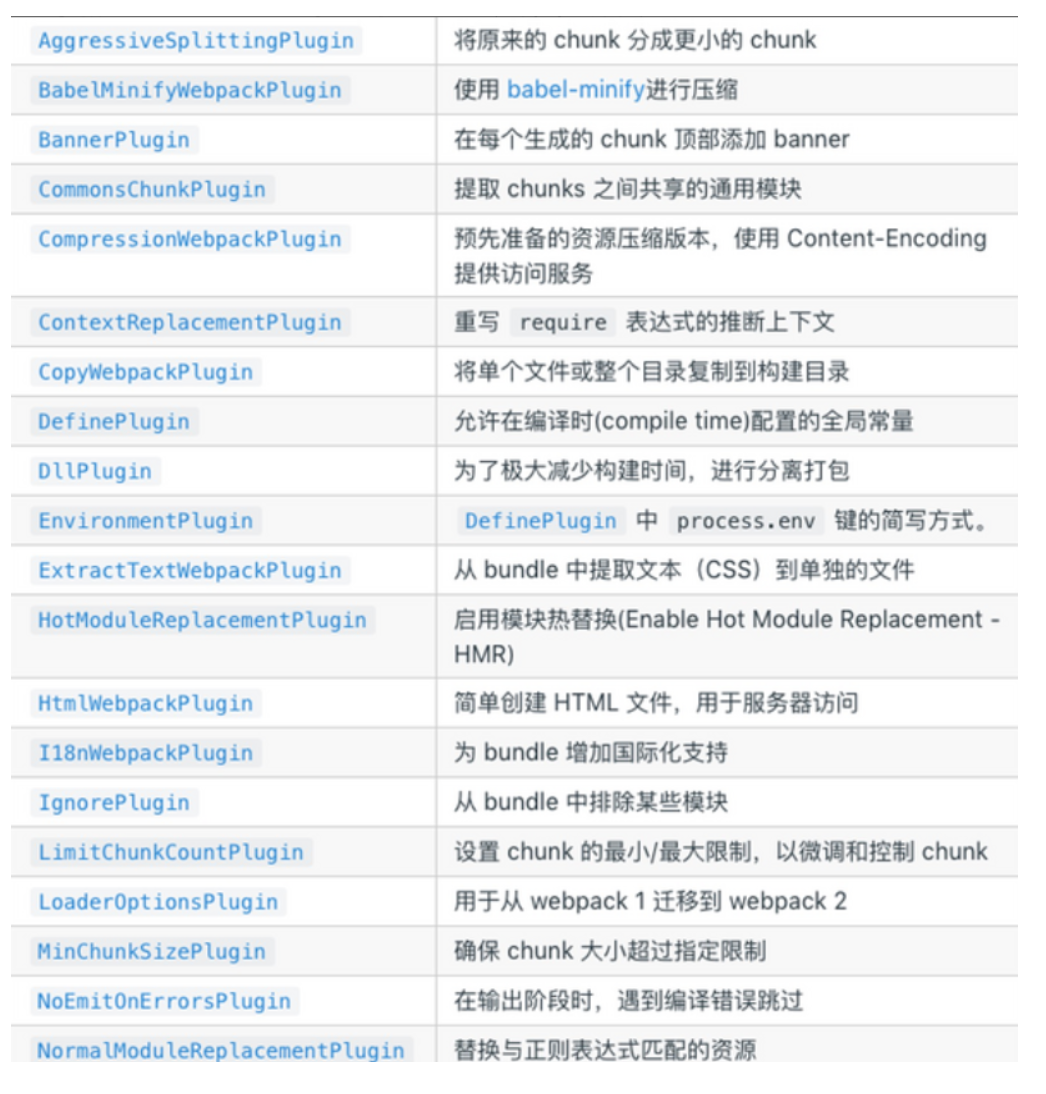 AggressiveSplittingPlugin 将原来的 chunk 分成更小的 chunk
BabelMinifyWebpackPlugin 使用 babel-minify进行压缩
BannerPlugin 在每个生成的 chunk 顶部添加 banner
CommonsChunkPlugin 提取 chunks 之间共享的通用模块
CompressionWebpackPlugin 预先准备的资源压缩版本，使用 Content-Encoding
提供访问服务
ContextReplacementPlugin 重写 require 表达式的推断上下文
CopyWebpackPlugin 将单个文件或整个目录复制到构建目录
DefinePlugin 允许在编译时(compile time)配置的全局常量
DllPlugin 为了极大减少构建时间，进行分离打包
EnvironmentPlugin DefinePlugin 中 process.env 键的简写方式。
ExtractTextWebpackPlugin 从 bundle 中提取文本（CSS）到单独的文件
HotModuleReplacementPlugin 启用模块热替换(Enable Hot Module Replacement -
HMR)
HtmlWebpackPlugin 简单创建 HTML 文件，用于服务器访问
I18nWebpackPlugin 为 bundle 增加国际化支持
IgnorePlugin 从 bundle 中排除某些模块
LimitChunkCountPlugin 设置 chunk 的最小/最大限制，以微调和控制 chunk
LoaderOptionsPlugin 用于从 webpack 1 迁移到 webpack 2
MinChunkSizePlugin 确保 chunk 大小超过指定限制
NoEmitOnErrorsPlugin 在输出阶段时，遇到编译错误跳过
NormalModuleReplacementPlugin 替换与正则表达式匹配的资源